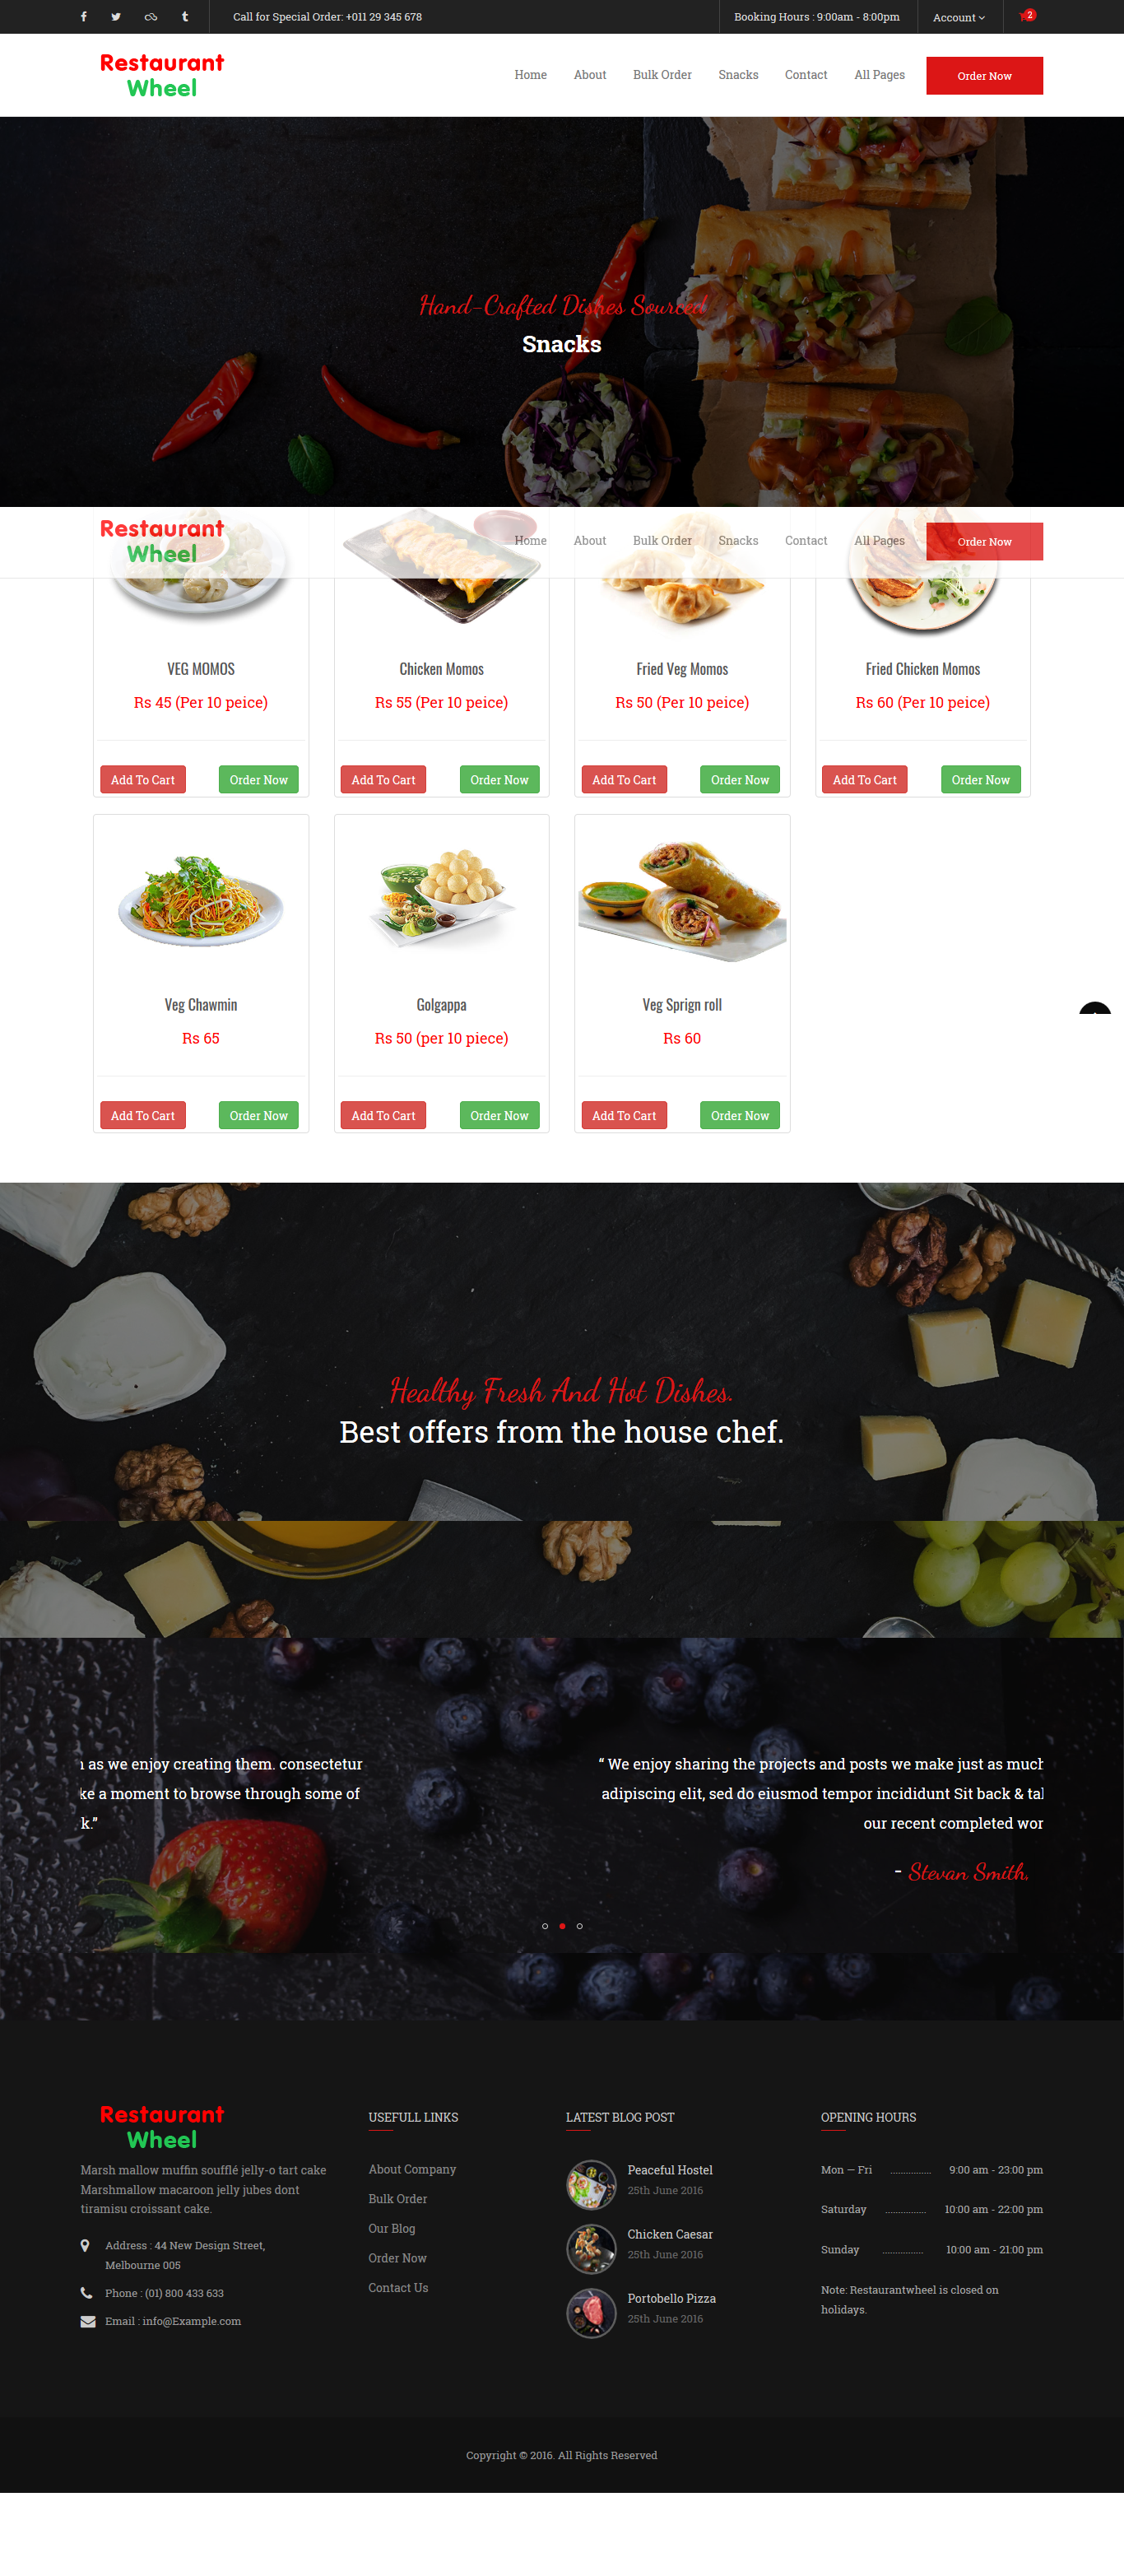 Call for Special Order: +011 29 345 678
Booking Hours : 9:00am - 8:00pm
Account
2
Restaurant
Wheel
Home
About
Bulk Order
Snacks
Contact
All Pages
Order Now
Hand-Crafted Dishes Sourced
Snacks
Restaurant
Wheel
Home
About
Bulk Order
Snacks
Contact
All Pages
Order Now
VEG MOMOS
Chicken Momos
Fried Veg Momos
Fried Chicken Momos
Rs 45 (Per 10 peice)
Rs 55 (Per 10 peice)
Rs 50 (Per 10 peice)
Rs 60 (Per 10 peice)
Add To Cart
Order Now
Add To Cart
Order Now
Add To Cart
Order Now
Add To Cart
Order Now
Veg Chawmin
Golgappa
Veg Sprign roll
Rs 65
Rs 50 (per 10 piece)
Rs 60
Add To Cart
Order Now
Add To Cart
Order Now
Add To Cart
Order Now
Healthy Fresh And Hot Dishes.
Best offers from the house chef.
as we enjoy creating them. consectetur
ke a moment to browse through some of
k.”
“ We enjoy sharing the projects and posts we make just as much
adipiscing elit, sed do eiusmod tempor incididunt Sit back & tal
our recent completed wor
- Stevan Smith,
Restaurant
Wheel
Marsh mallow muffin soufflé jelly-o tart cake
Marshmallow macaroon jelly jubes dont
tiramisu croissant cake.
Address : 44 New Design Street,
Melbourne 005
Phone : (01) 800 433 633
Email : info@Example.com
USEFULL LINKS
About Company
Bulk Order
Our Blog
Order Now
Contact Us
LATEST BLOG POST
Peaceful Hostel
25th June 2016
Chicken Caesar
25th June 2016
Portobello Pizza
25th June 2016
OPENING HOURS
Mon — Fri ................ 9:00 am - 23:00 pm
Saturday ................ 10:00 am - 22:00 pm
Sunday ................ 10:00 am - 21:00 pm
Note: Restaurantwheel is closed on
holidays.
Copyright © 2016. All Rights Reserved